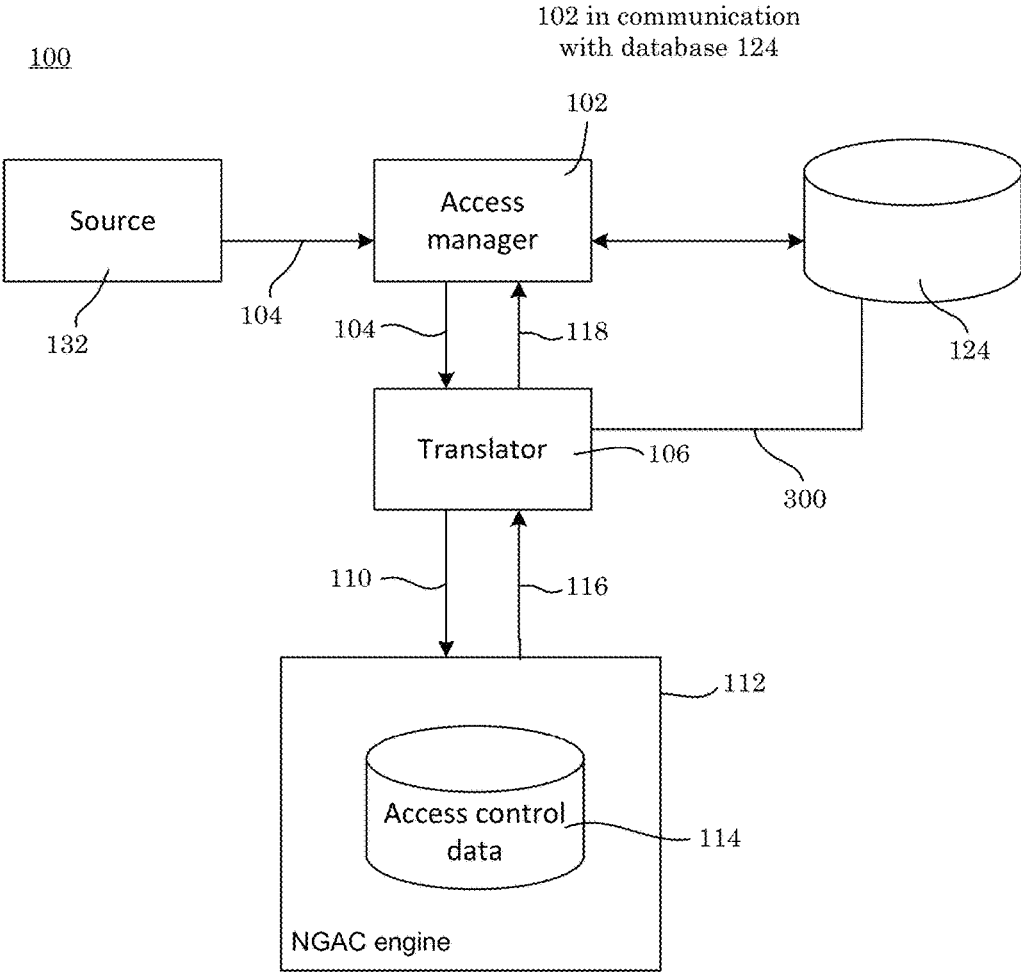 102 in communication
with database 124
100
102
Source
Access
manager
104
132
104
118
124
Translator
106
300
110
116
112
Access control
data
114
NGAC engine